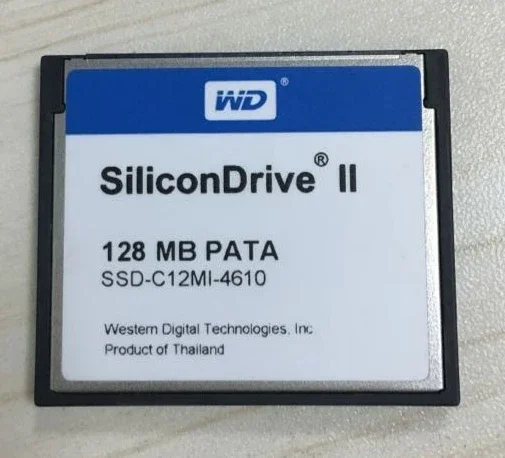 WD®
SiliconDrive® II
128 MB PATA
SSD-C12MI-4610
Western Digital Technologies, Inc
Product of Thailand